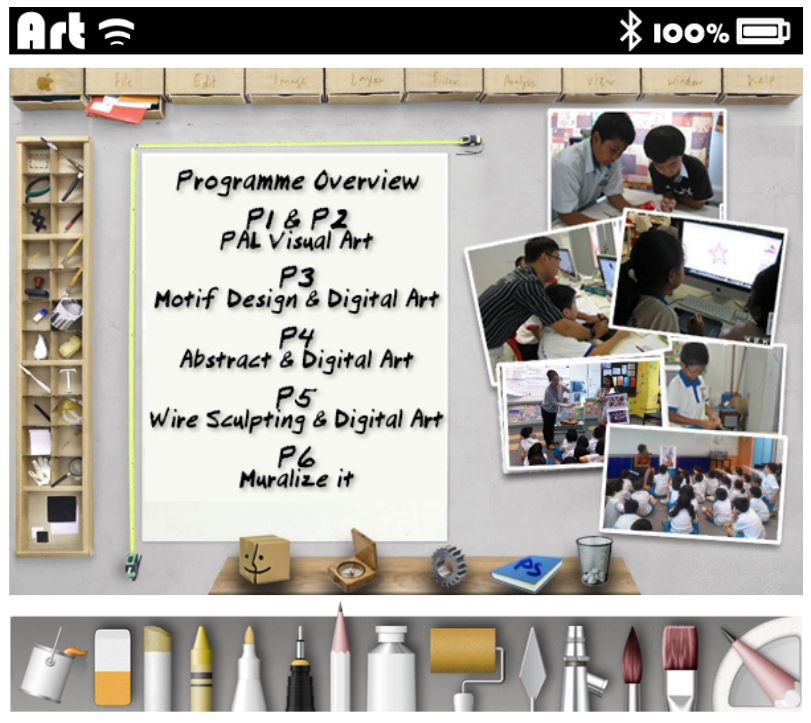 Art
100%
File
Edit
Image
Layer
Filter
Analysis
View
Window
Help
Programme Overview
P1 & P2
PAL Visual Art
P3
Motif Design & Digital Art
P4
Abstract & Digital Art
P5
Wire Sculpting & Digital Art
P6
Muralize it
PS